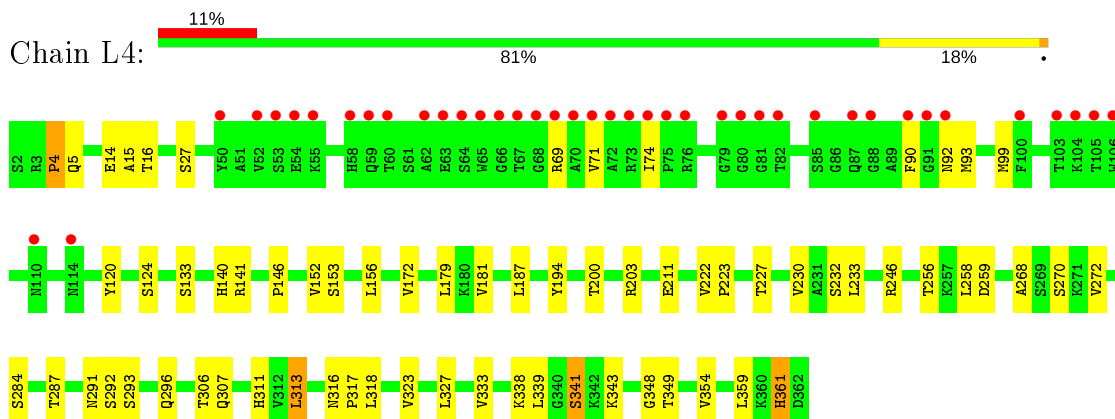 11%
Chain L4:
81%
18%
•
S2 R3 P4 Q5 E14 A15 T16 S27 Y50 A51 V52 S53 E54 K55 H58 Q59 T60 S61 A62 E63 S64 W65 G66 T67 G68 R69 A70 V71 A72 R73 I74 P75 R76 G79 G80 G81 T82 S85 G86 Q87 G88 A89 F90 G91 N92 M93 M99 F100 T103 K104 T105 W106
N110 N114 Y120 S124 S133 H140 R141 P146 V152 S153 L156 V172 L179 K180 V181 L187 Y194 T200 R203 E211 V222 P223 T227 V230 A231 S232 L233 R246 T256 K257 L258 D259 A268 S269 S270 K271 V272
S284 T287 N291 S292 S293 Q296 T306 Q307 H311 V312 L313 N316 P317 L318 V323 L327 V333 K338 L339 G340 S341 K342 K343 G348 T349 V354 L359 K360 H361 D362